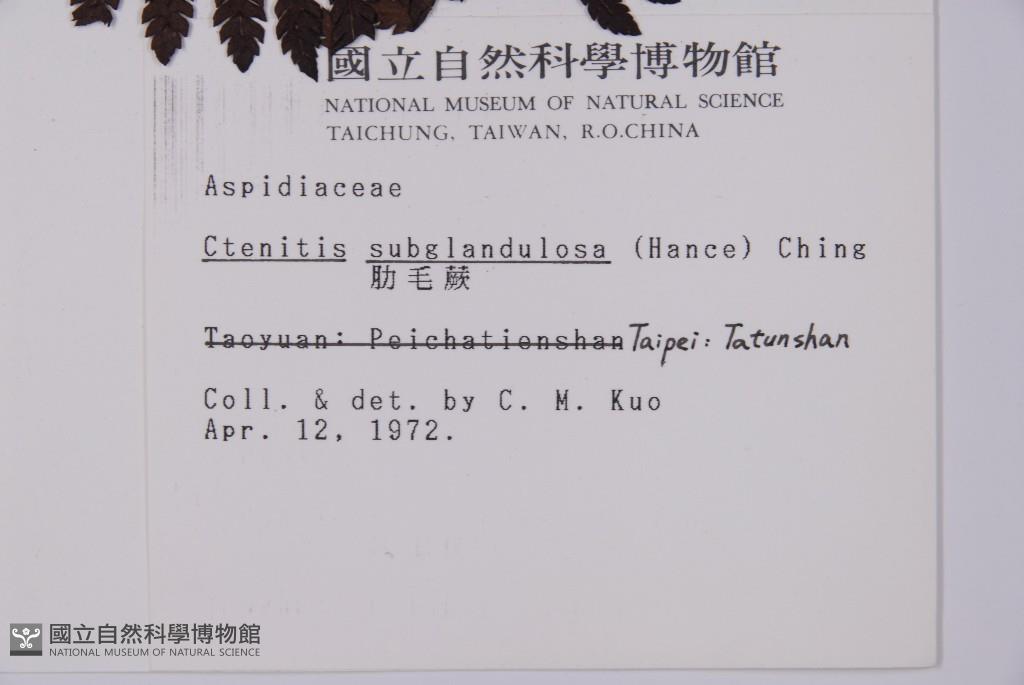 國立自然科學博物館
NATIONAL MUSEUM OF NATURAL SCIENCE
TAICHUNG, TAIWAN, R.O.CHINA
Aspidiaceae
Ctenitis subglandulosa (Hance) Ching
肋毛蕨
Taoyuan: Peichatienshan Taipei: Tatunshan
Coll. & det. by C. M. Kuo
Apr. 12, 1972.
國立自然科學博物館
NATIONAL MUSEUM OF NATURAL SCIENCE